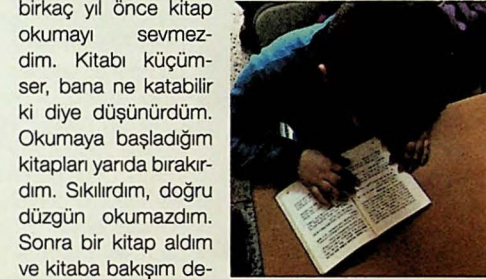 birkaç yıl önce kitap
okumayı sevmez-
dim. Kitabı küçüm-
ser, bana ne katabilir
ki diye düşünürdüm.
Okumaya başladığım
kitapları yarıda bırakır-
dım. Sıkılırdım, doğru
düzgün okumazdım.
Sonra bir kitap aldım
ve kitaba bakışım de-